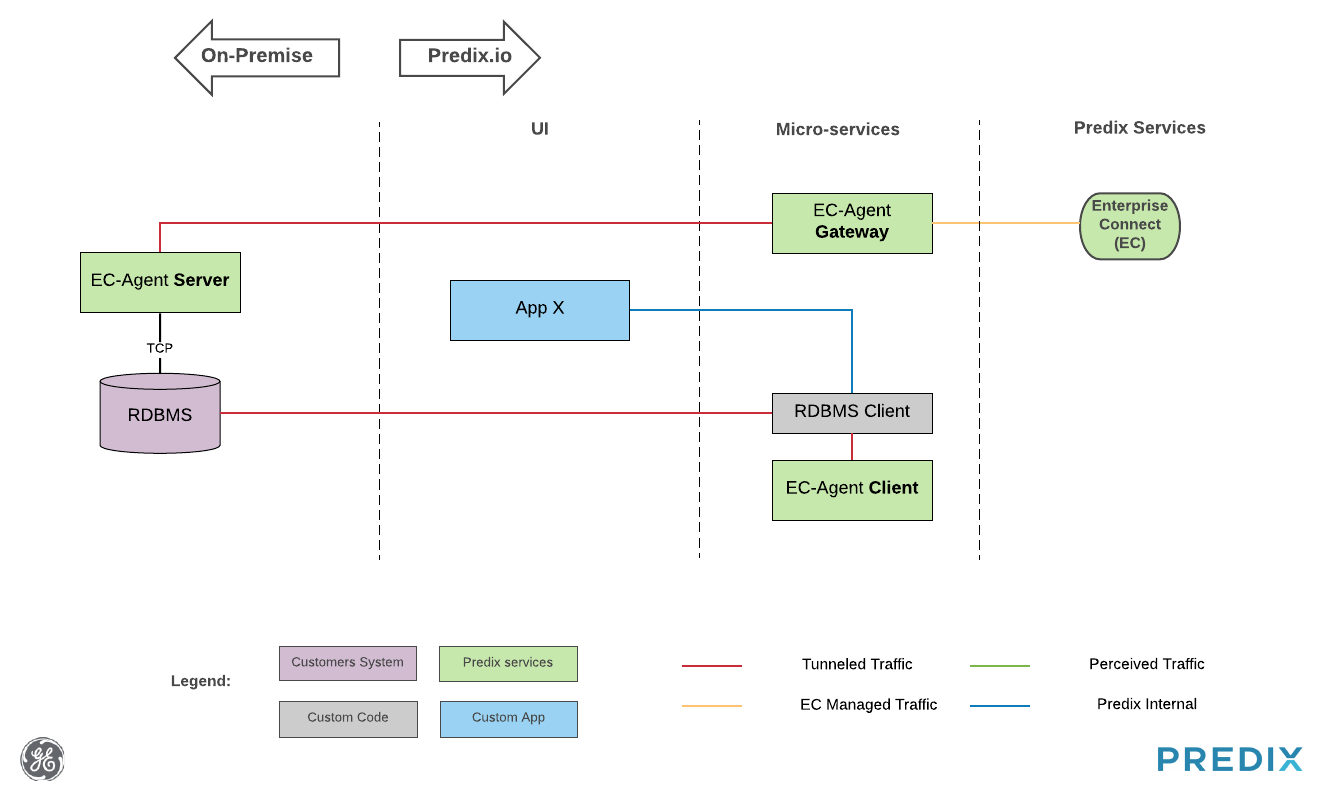 On-Premise
Predix.io
UI
Micro-services
Predix Services
EC-Agent
Gateway
Enterprise
Connect
(EC)
EC-Agent Server
App X
TCP
RDBMS
RDBMS Client
EC-Agent Client
Legend:
Customers System
Predix services
Custom Code
Custom App
Tunneled Traffic
Perceived Traffic
EC Managed Traffic
Predix Internal
GE
PREDIX